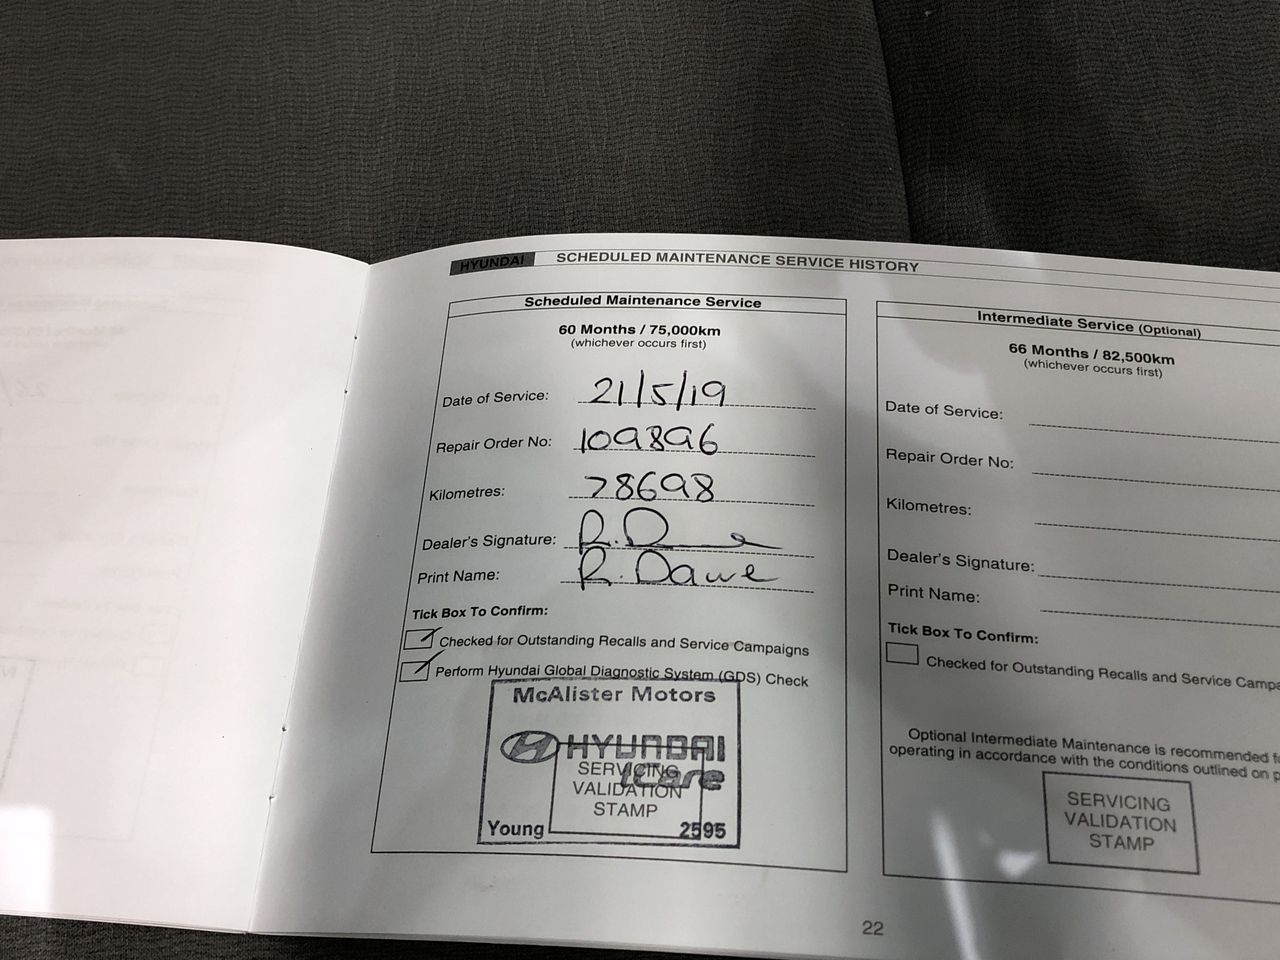 HYUNDAI SCHEDULED MAINTENANCE SERVICE HISTORY
Scheduled Maintenance Service
60 Months / 75,000km
(whichever occurs first)
Date of Service: 21/5/19
Repair Order No: 109896
Kilometres: 78698
Dealer's Signature: R.D
Print Name: R. Dawe
Tick Box To Confirm:
Checked for Outstanding Recalls and Service Campaigns
Perform Hyundai Global Diagnostic System (GDS) Check
McAlister Motors
HYUNDAI
iCare
SERVICING
VALIDATION
STAMP
Young 2595
Intermediate Service (Optional)
66 Months / 82,500km
(whichever occurs first)
Date of Service:
Repair Order No:
Kilometres:
Dealer's Signature:
Print Name:
Tick Box To Confirm:
Checked for Outstanding Recalls and Service Campa
Optional Intermediate Maintenance is recommended f
operating in accordance with the conditions outlined on p
SERVICING
VALIDATION
STAMP
22